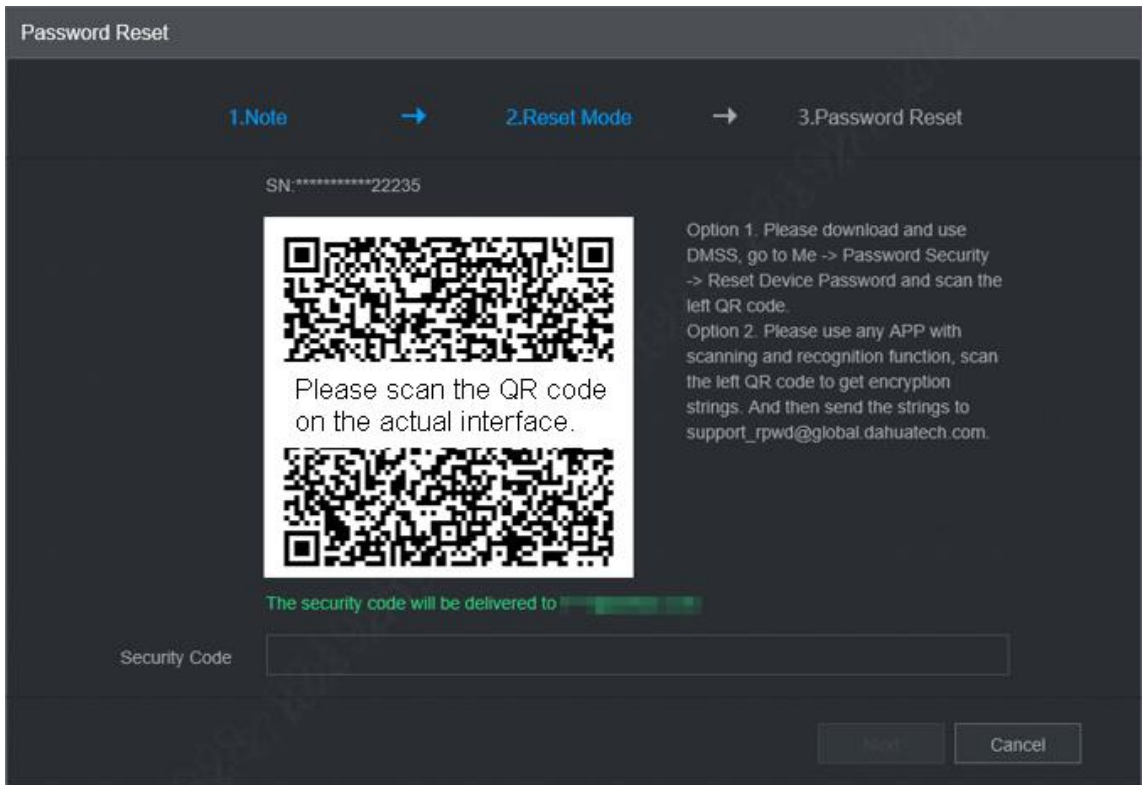 Password Reset
1.Note → 2.Reset Mode → 3.Password Reset
SN:***********22235
Please scan the QR code
on the actual interface.
Option 1. Please download and use
DMSS, go to Me -> Password Security
-> Reset Device Password and scan the
left QR code.
Option 2. Please use any APP with
scanning and recognition function, scan
the left QR code to get encryption
strings. And then send the strings to
support_rpwd@global.dahuatech.com.
The security code will be delivered to
Security Code
Next
Cancel